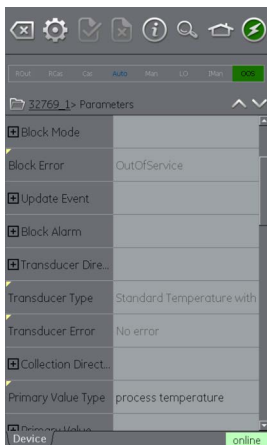 ROut RCas Cas Auto Man LO IMan OOS
32769_1> Parameters
Block Mode
Block Error OutOfService
Update Event
Block Alarm
Transducer Dire...
Transducer Type Standard Temperature with
Transducer Error No error
Collection Direct...
Primary Value Type process temperature
Primary Value
Device online